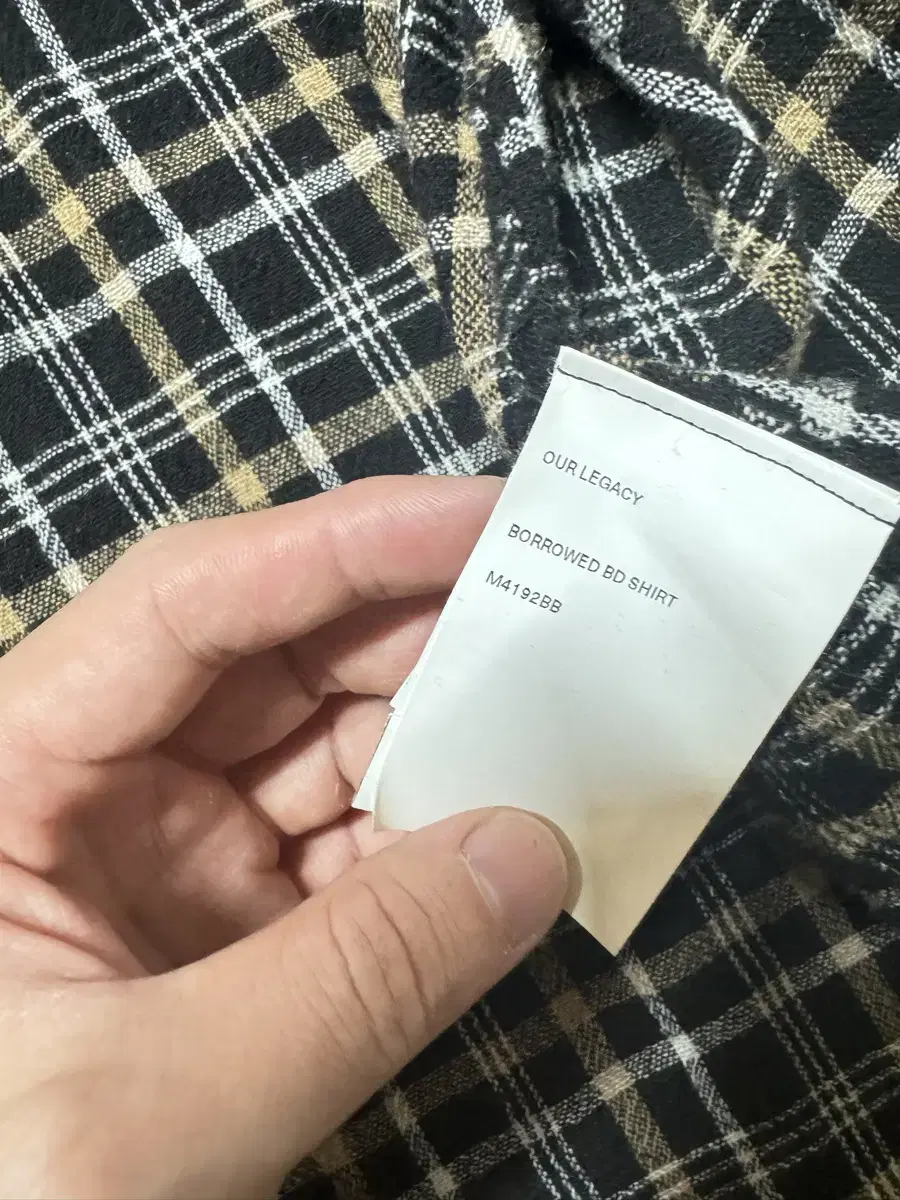 OUR LEGACY
BORROWED BD SHIRT
M4192BB